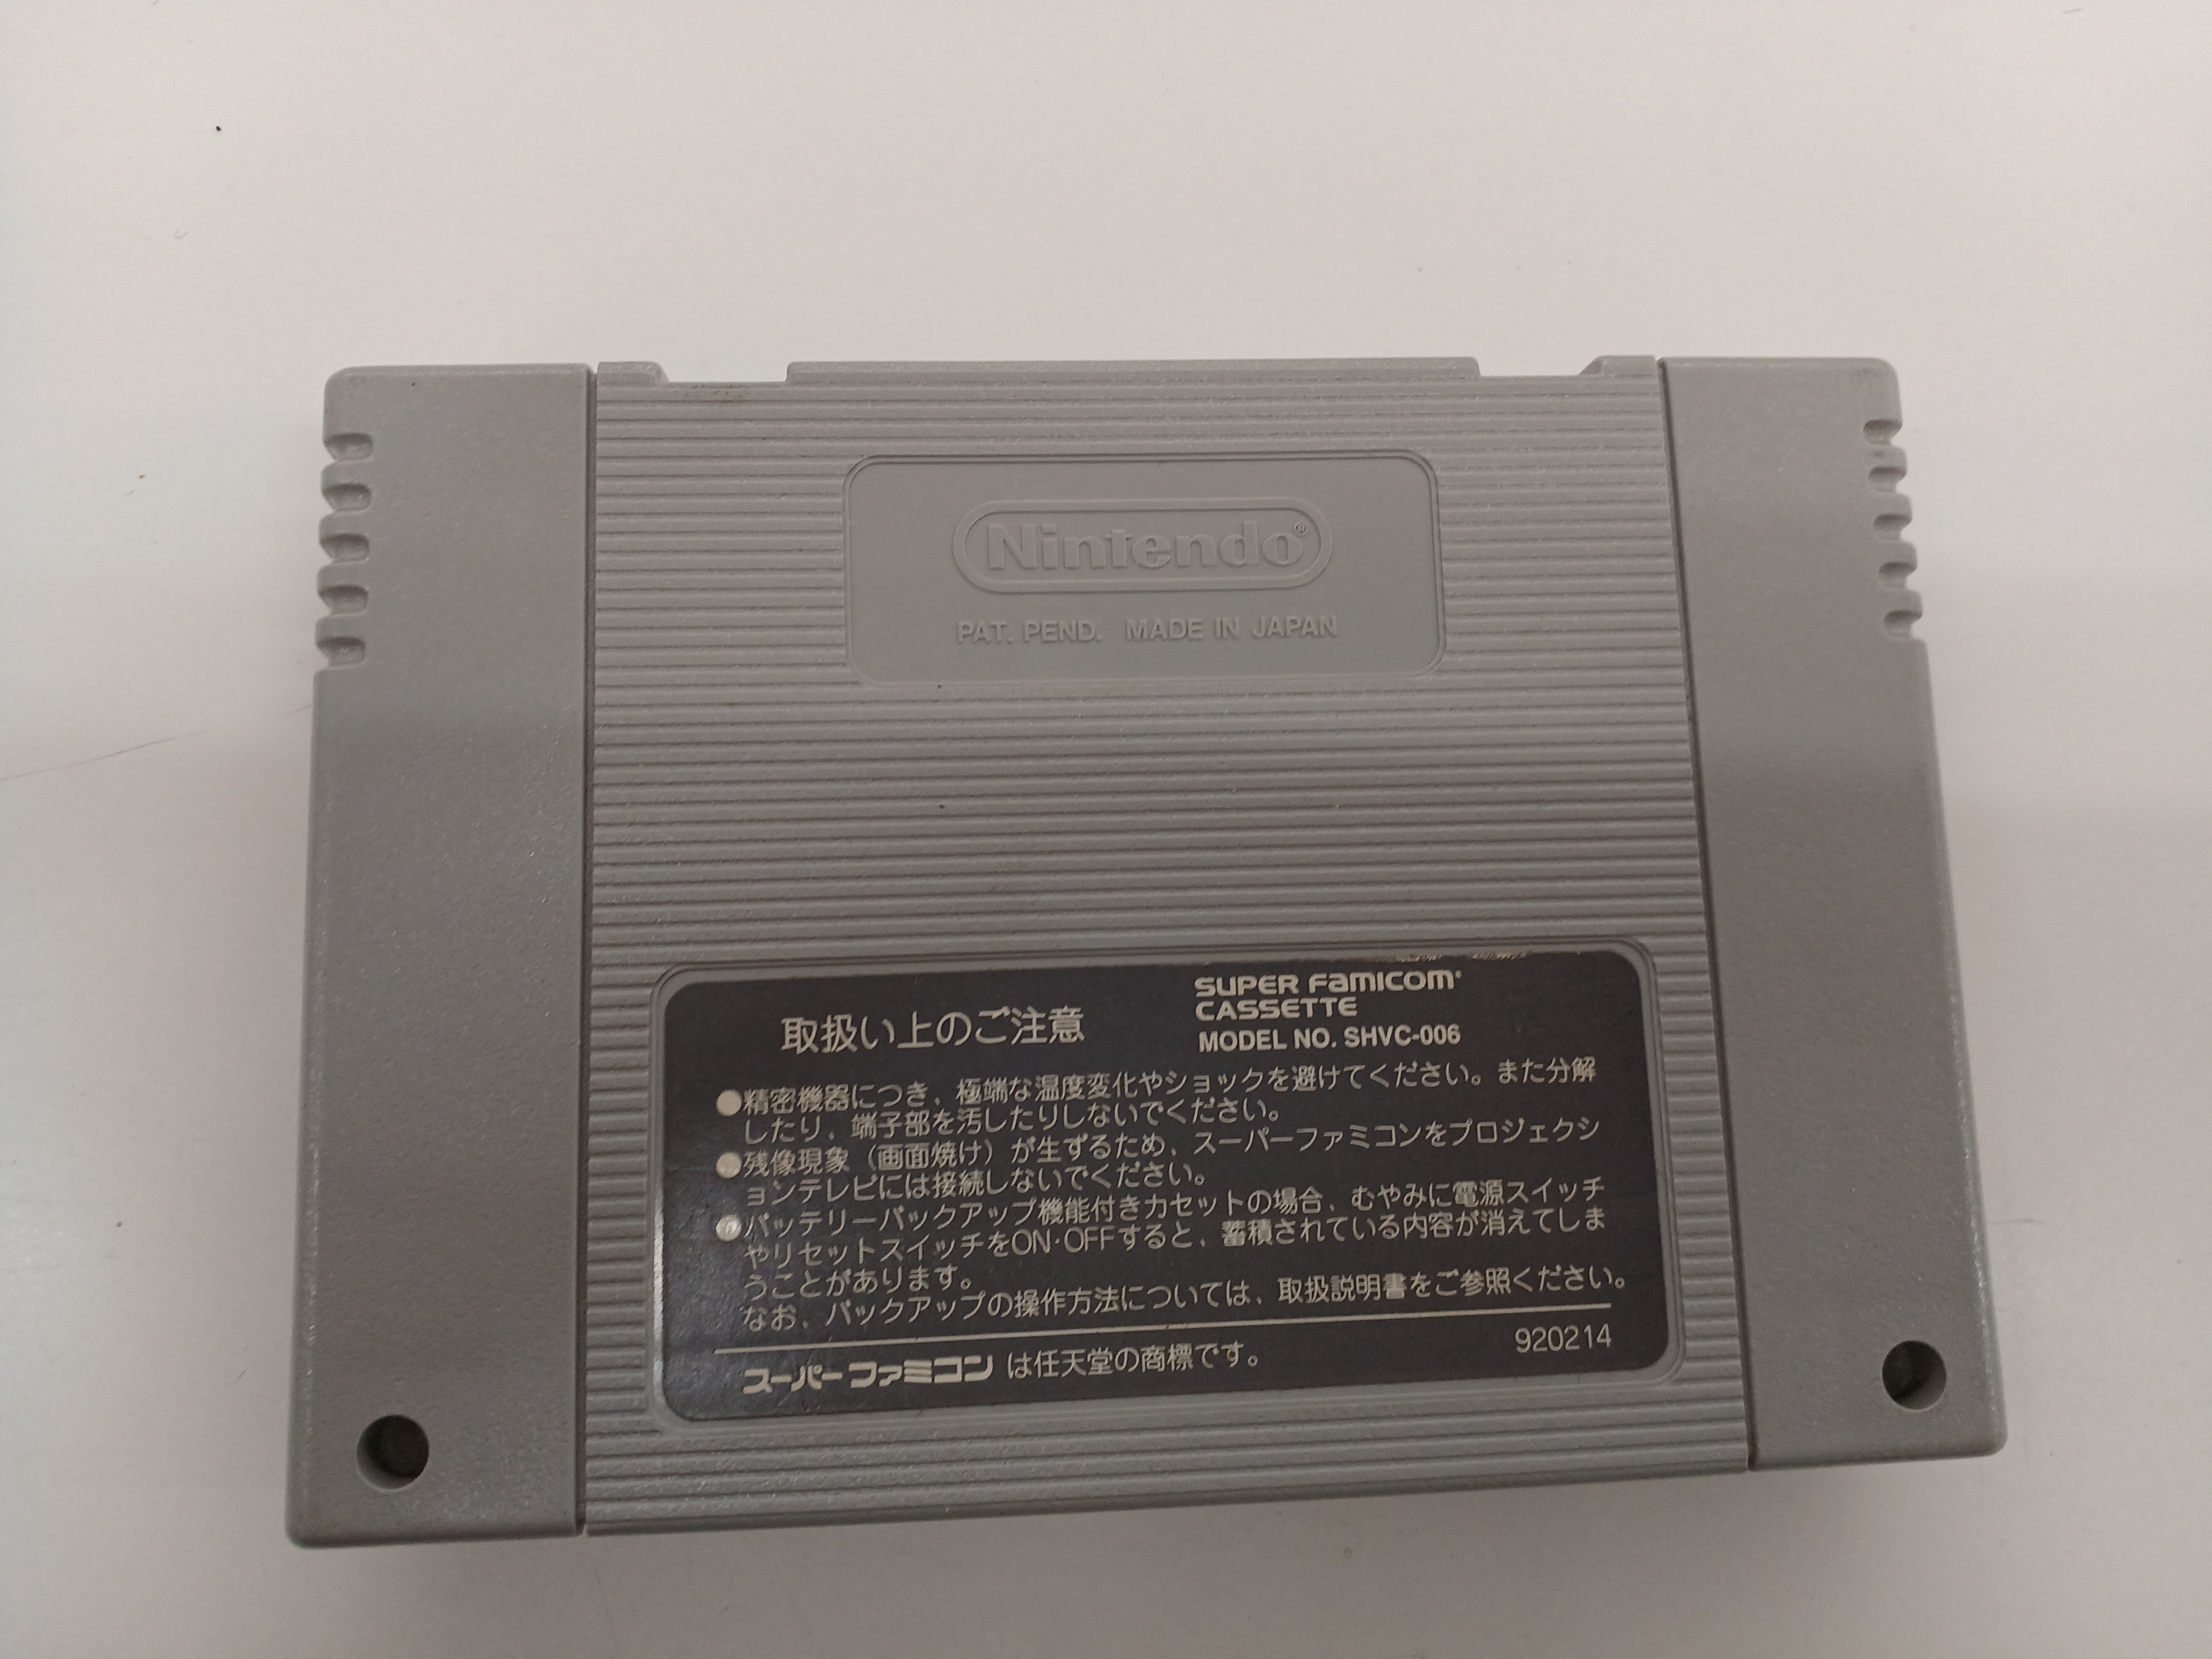 Nintendo®
PAT. PEND. MADE IN JAPAN
取扱い上のご注意
SUPER FAMICOM
CASSETTE
MODEL NO. SHVC-006
●精密機器につき、極端な温度変化やショックを避けてください。また分解
したり、端子部を汚したりしないでください。
●残像現象(画面焼け)が生ずるため、スーパーファミコンをプロジェクシ
ョンテレビには接続しないでください。
●バッテリーバックアップ機能付きカセットの場合、むやみに電源スイッチ
やリセットスイッチをON·OFFすると、蓄積されている内容が消えてしま
うことがあります。
なお、バックアップの操作方法については、取扱説明書をご参照ください。
スーパーファミコンは任天堂の商標です。
920214